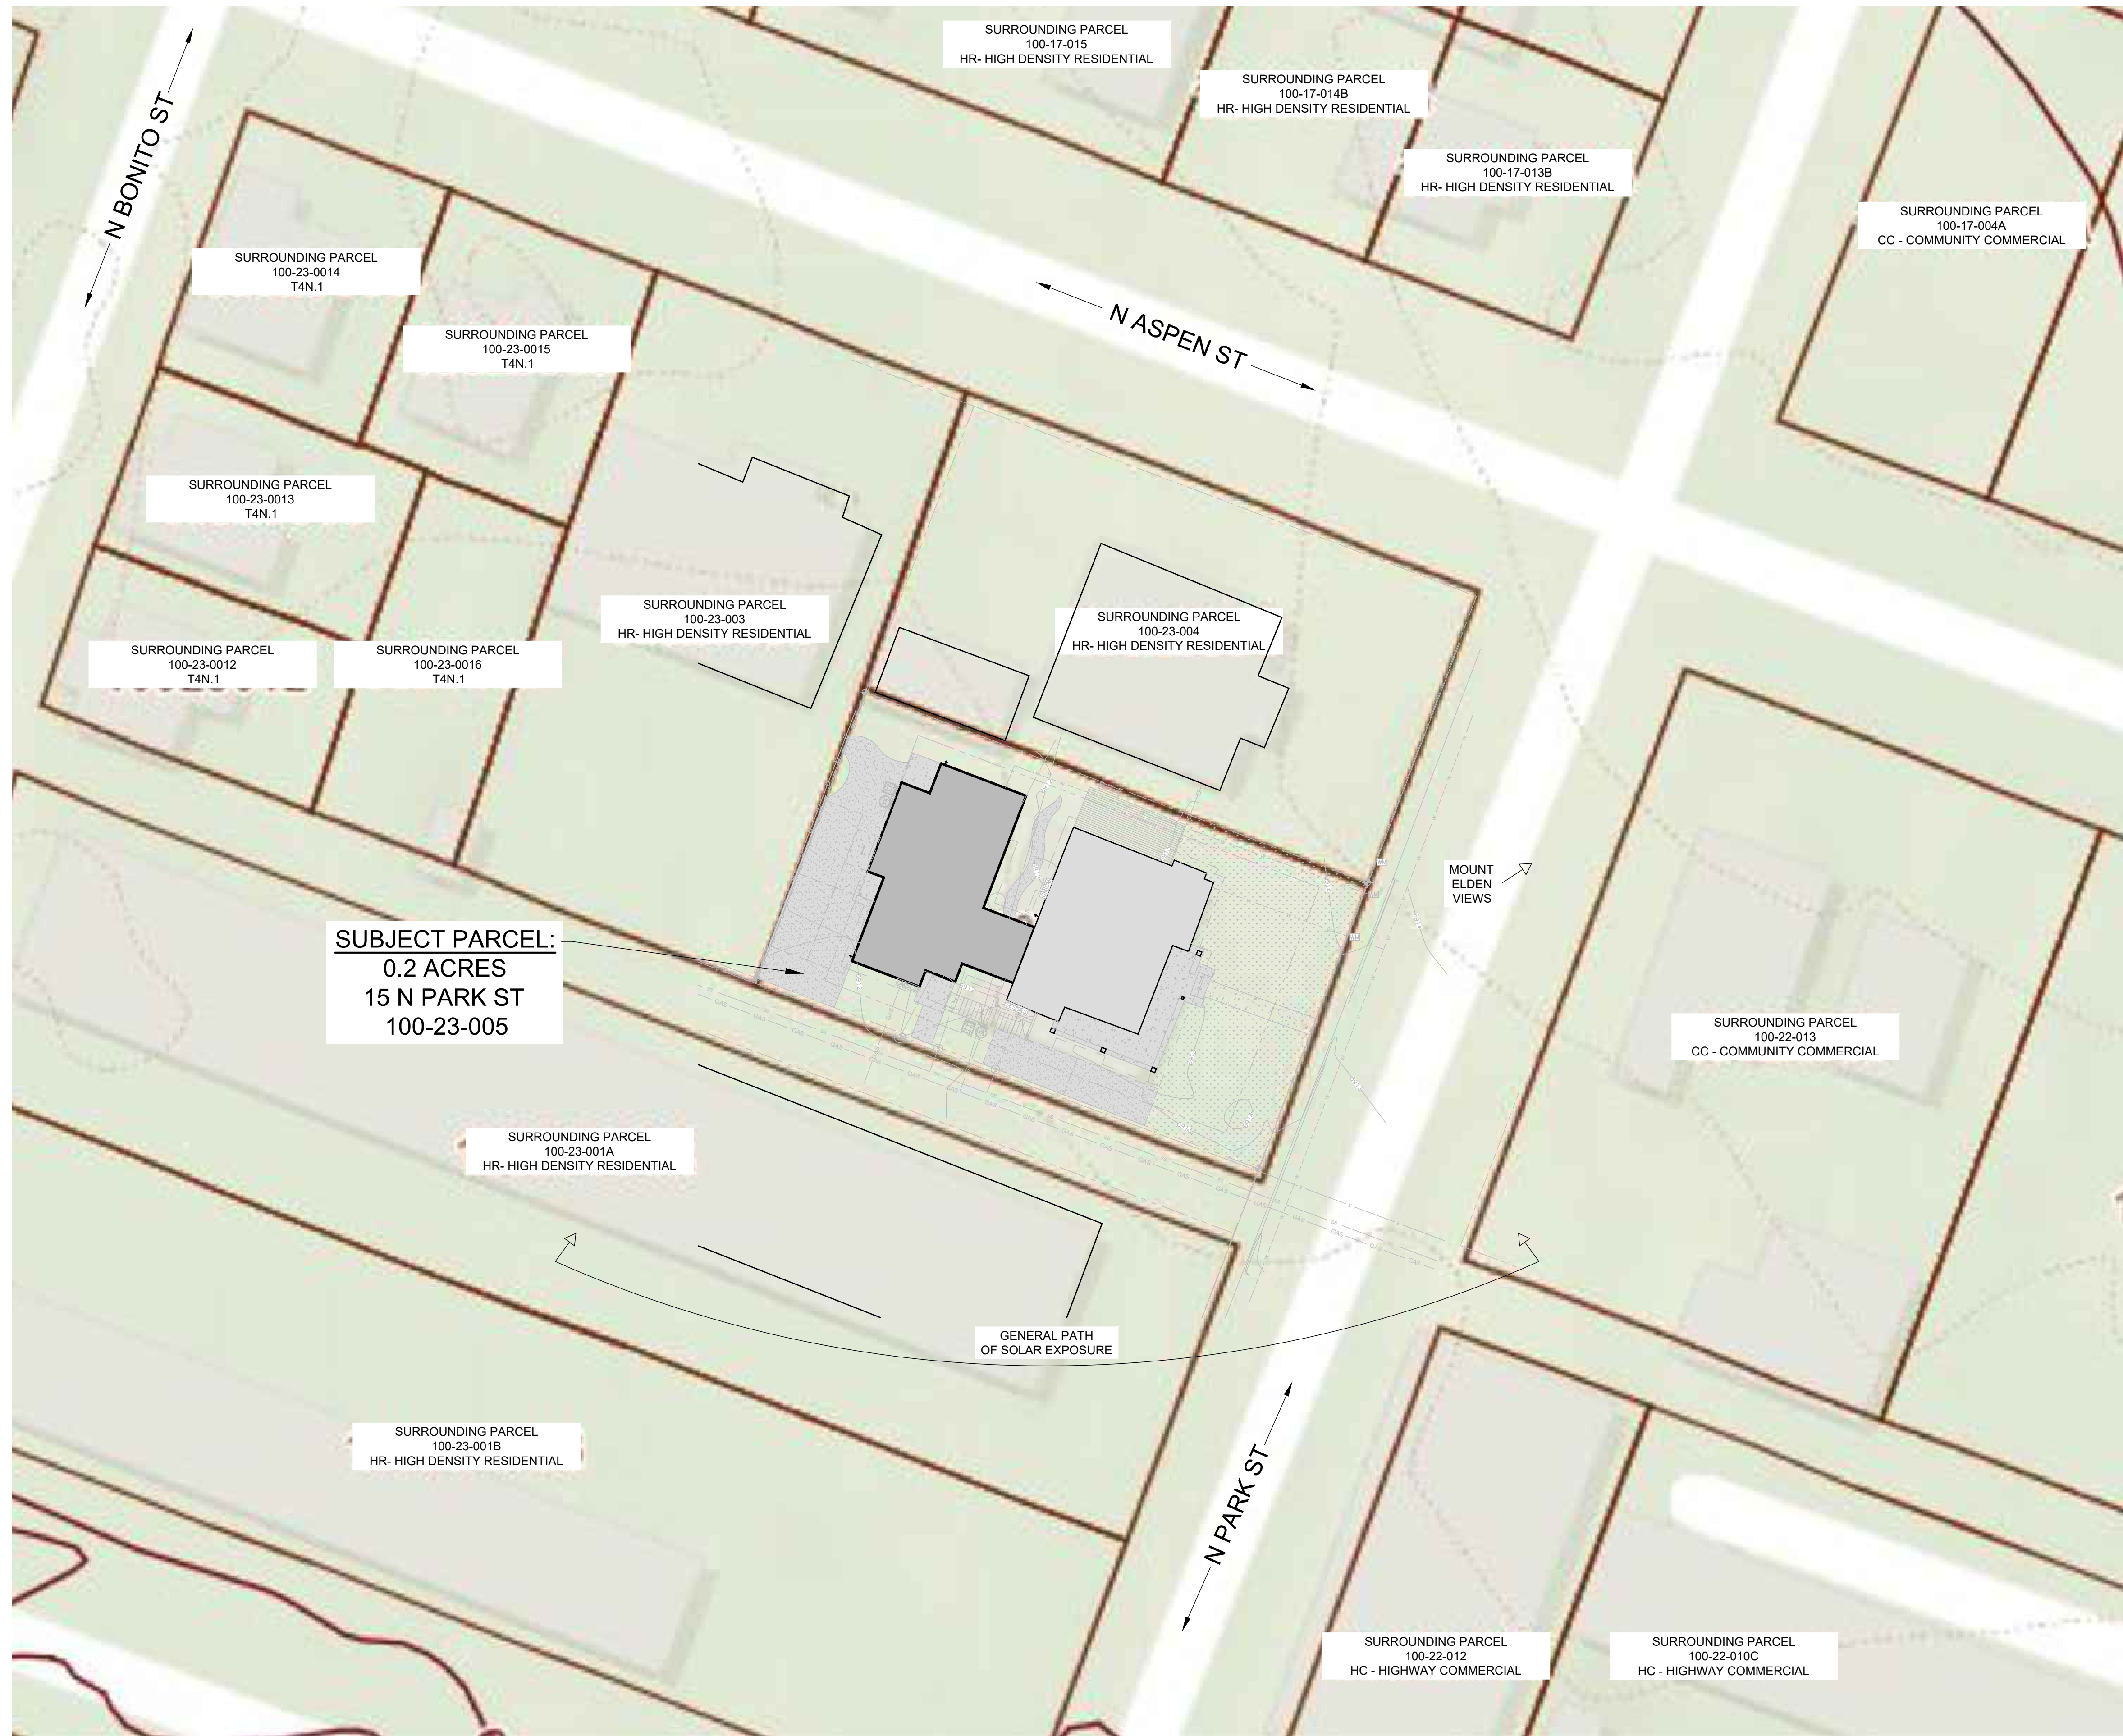 SURROUNDING PARCEL
100-17-015
HR- HIGH DENSITY RESIDENTIAL
SURROUNDING PARCEL
100-17-014B
HR- HIGH DENSITY RESIDENTIAL
SURROUNDING PARCEL
100-17-013B
HR- HIGH DENSITY RESIDENTIAL
SURROUNDING PARCEL
100-17-004A
CC - COMMUNITY COMMERCIAL
N BONITO ST
SURROUNDING PARCEL
100-23-0014
T4N.1
SURROUNDING PARCEL
100-23-0015
T4N.1
N ASPEN ST
SURROUNDING PARCEL
100-23-0013
T4N.1
SURROUNDING PARCEL
100-23-003
HR- HIGH DENSITY RESIDENTIAL
SURROUNDING PARCEL
100-23-004
HR- HIGH DENSITY RESIDENTIAL
SURROUNDING PARCEL
100-23-0012
T4N.1
SURROUNDING PARCEL
100-23-0016
T4N.1
MOUNT
ELDEN
VIEWS
SUBJECT PARCEL:
0.2 ACRES
15 N PARK ST
100-23-005
SURROUNDING PARCEL
100-22-013
CC - COMMUNITY COMMERCIAL
SURROUNDING PARCEL
100-23-001A
HR- HIGH DENSITY RESIDENTIAL
GENERAL PATH
OF SOLAR EXPOSURE
SURROUNDING PARCEL
100-23-001B
HR- HIGH DENSITY RESIDENTIAL
N PARK ST
SURROUNDING PARCEL
100-22-012
HC - HIGHWAY COMMERCIAL
SURROUNDING PARCEL
100-22-010C
HC - HIGHWAY COMMERCIAL